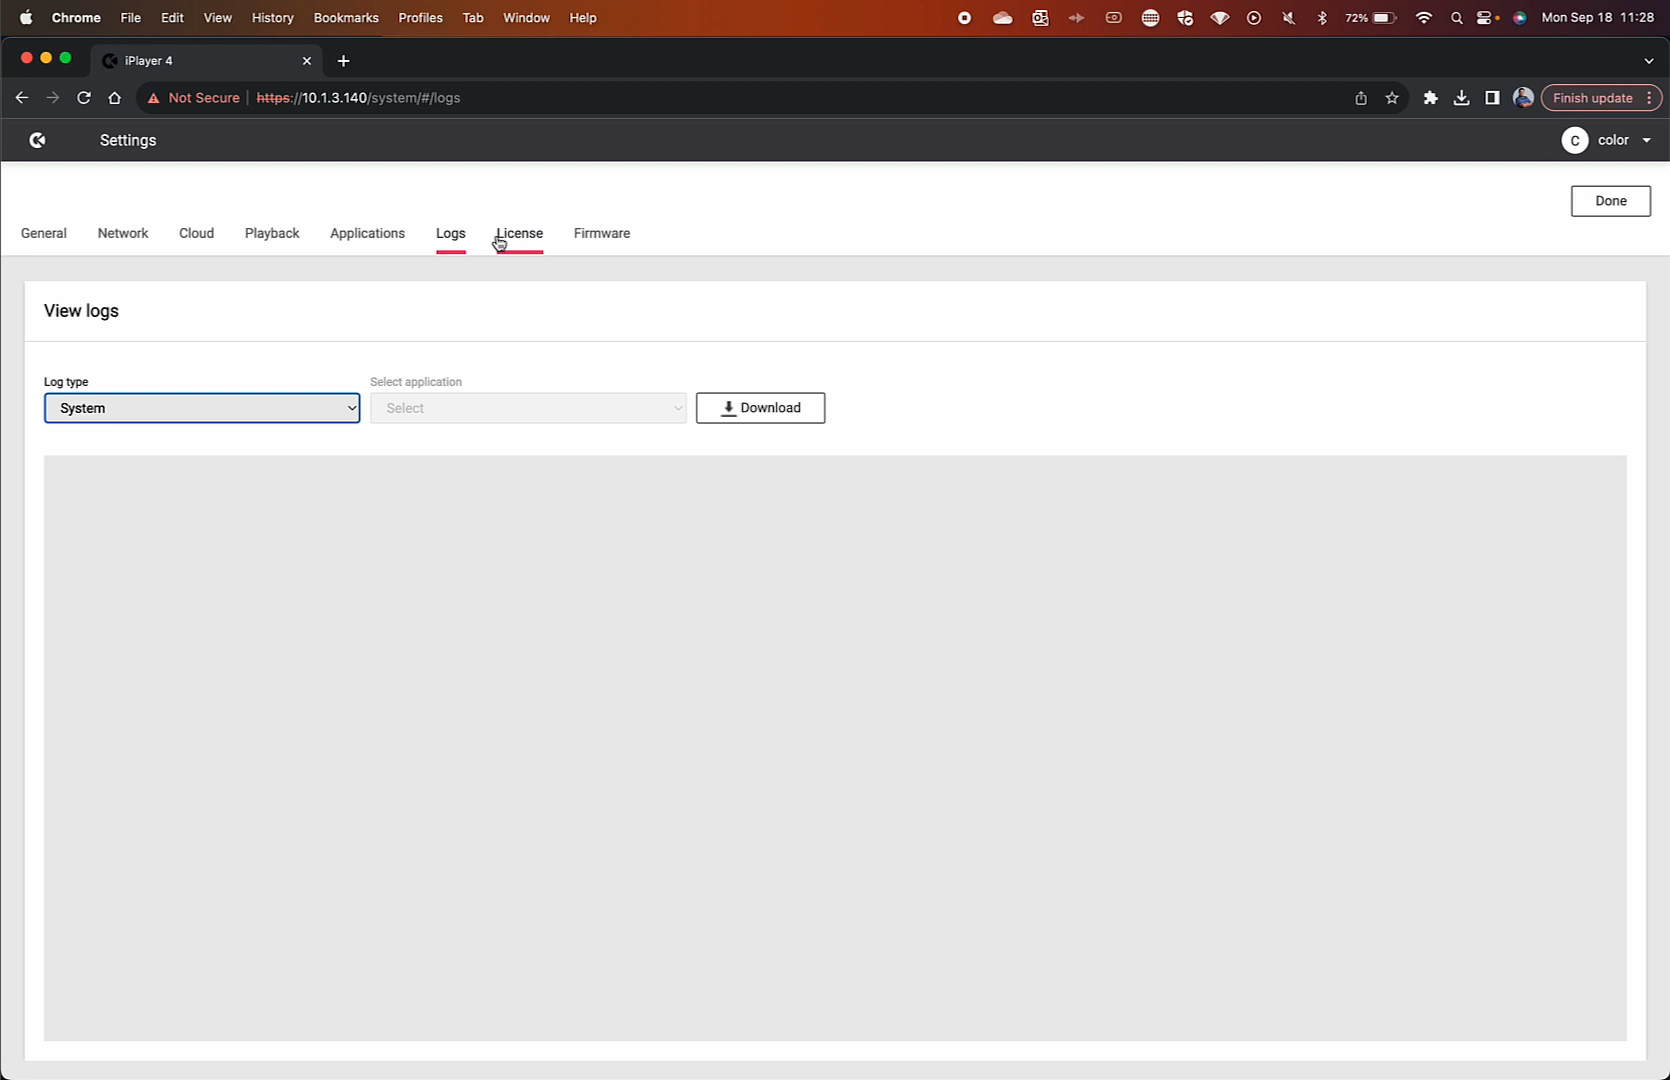 Chrome File Edit View History Bookmarks Profiles Tab Window Help 72% Mon Sep 18 11:28
iPlayer 4
Not Secure https://10.1.3.140/system/#/logs Finish update
Settings C color
Done
General Network Cloud Playback Applications Logs License Firmware
View logs
Log type Select application
System Select Download